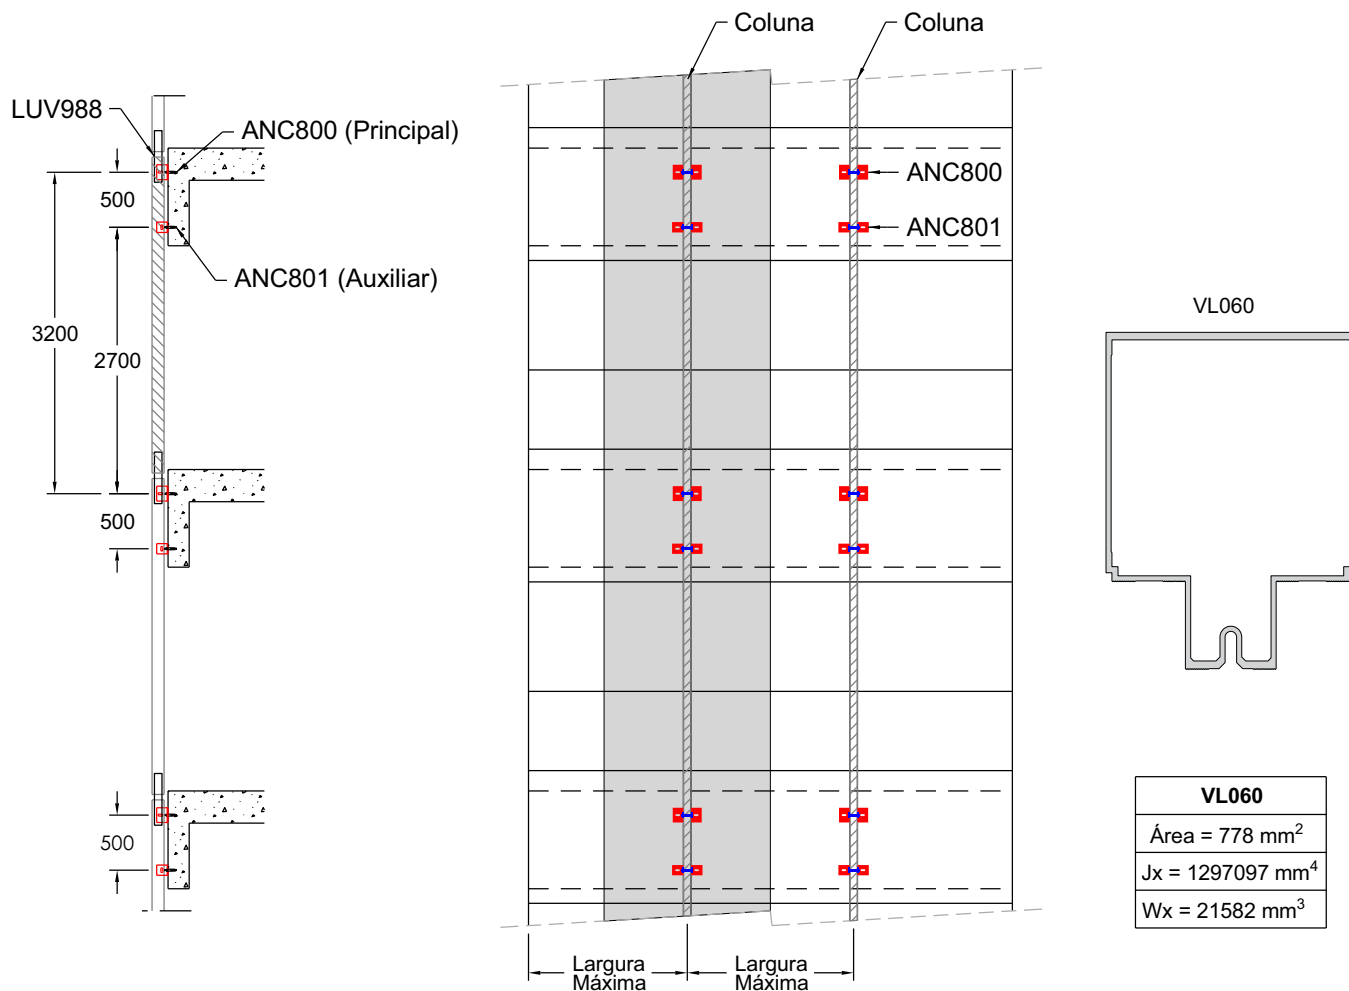 Coluna
Coluna
LUV988
ANC800 (Principal)
500
ANC801 (Auxiliar)
3200
2700
500
500
ANC800
ANC801
Largura
Máxima
Largura
Máxima
VL060
VL060
Área = 778 mm²
Jx = 1297097 mm⁴
Wx = 21582 mm³